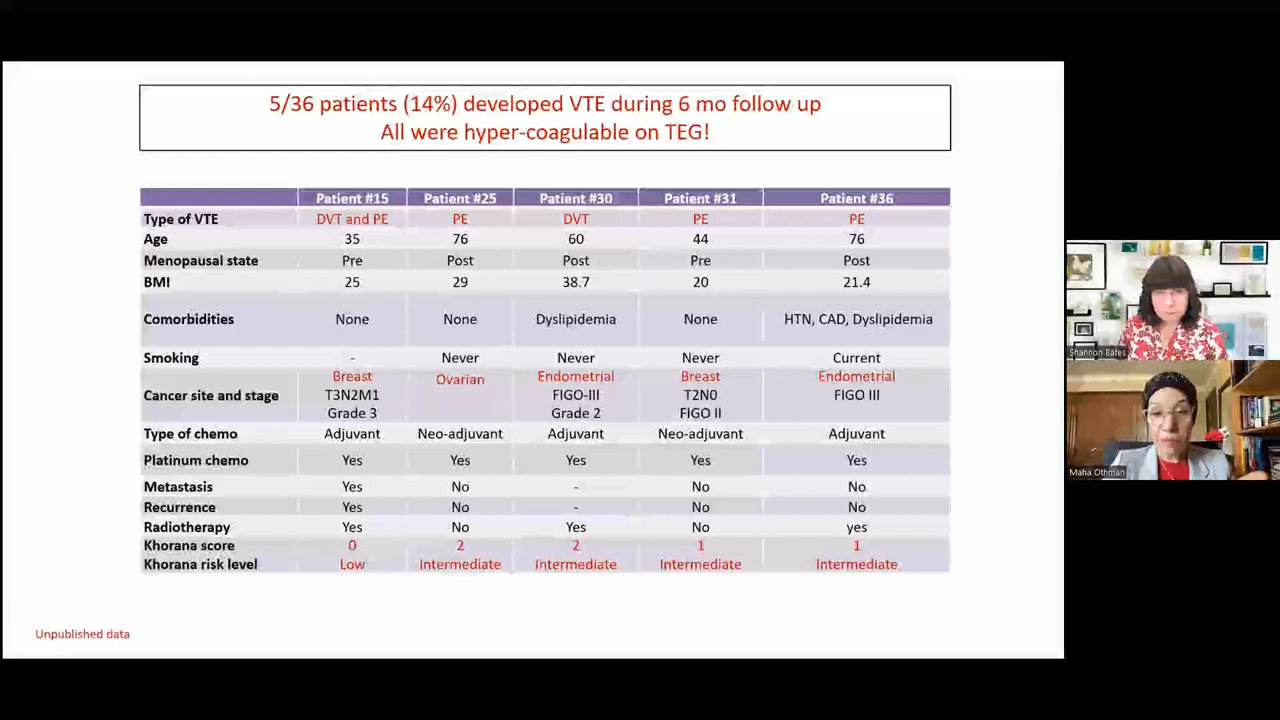 5/36 patients (14%) developed VTE during 6 mo follow up
All were hyper-coagulable on TEG!
Patient #15 Patient #25 Patient #30 Patient #31 Patient #36
Type of VTE DVT and PE PE DVT PE PE
Age 35 76 60 44 76
Menopausal state Pre Post Post Pre Post
BMI 25 29 38.7 20 21.4
Comorbidities None None Dyslipidemia None HTN, CAD, Dyslipidemia
Smoking - Never Never Never Current
Breast Ovarian Endometrial Breast Endometrial
Cancer site and stage T3N2M1 FIGO-III T2N0 FIGO III
Grade 3 Grade 2 FIGO II
Type of chemo Adjuvant Neo-adjuvant Adjuvant Neo-adjuvant Adjuvant
Platinum chemo Yes Yes Yes Yes Yes
Metastasis Yes No - No No
Recurrence Yes No - No No
Radiotherapy Yes No Yes No yes
Khorana score 0 2 2 1 1
Khorana risk level Low Intermediate Intermediate Intermediate Intermediate
Unpublished data
Shannon Bates
Maha Othman